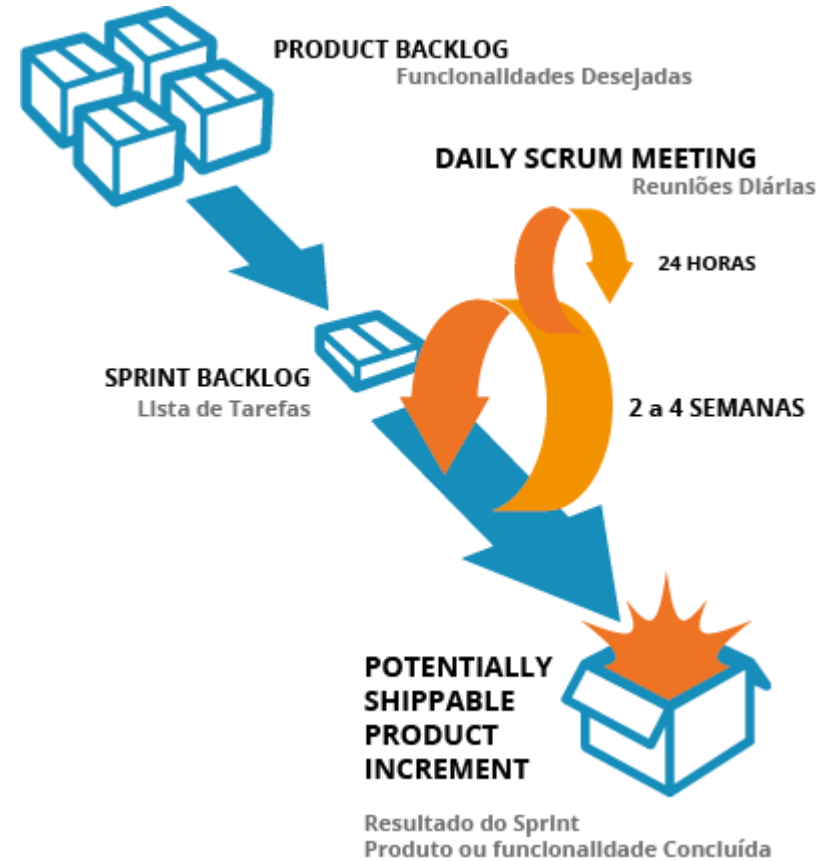 PRODUCT BACKLOG
Funcionalidades Desejadas
DAILY SCRUM MEETING
Reuniões Diárias
24 HORAS
SPRINT BACKLOG
Lista de Tarefas
2 a 4 SEMANAS
POTENTIALLY
SHIPPABLE
PRODUCT
INCREMENT
Resultado do Sprint
Produto ou funcionalidade Concluída